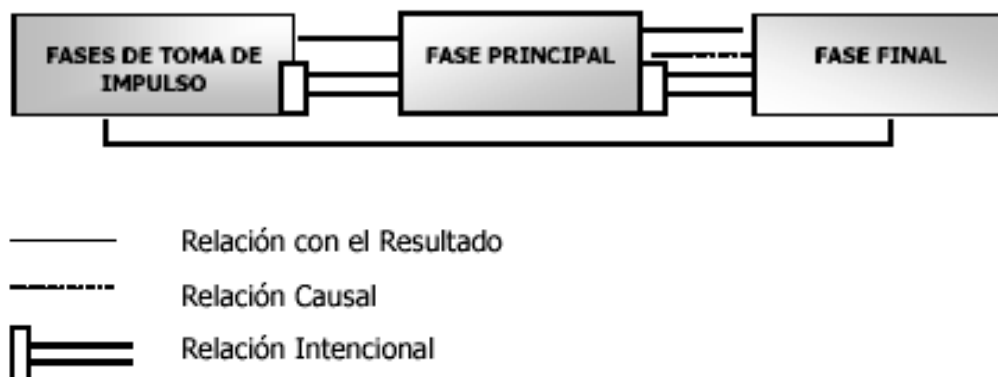 FASES DE TOMA DE
IMPULSO
FASE PRINCIPAL
FASE FINAL
Relación con el Resultado
Relación Causal
Relación Intencional